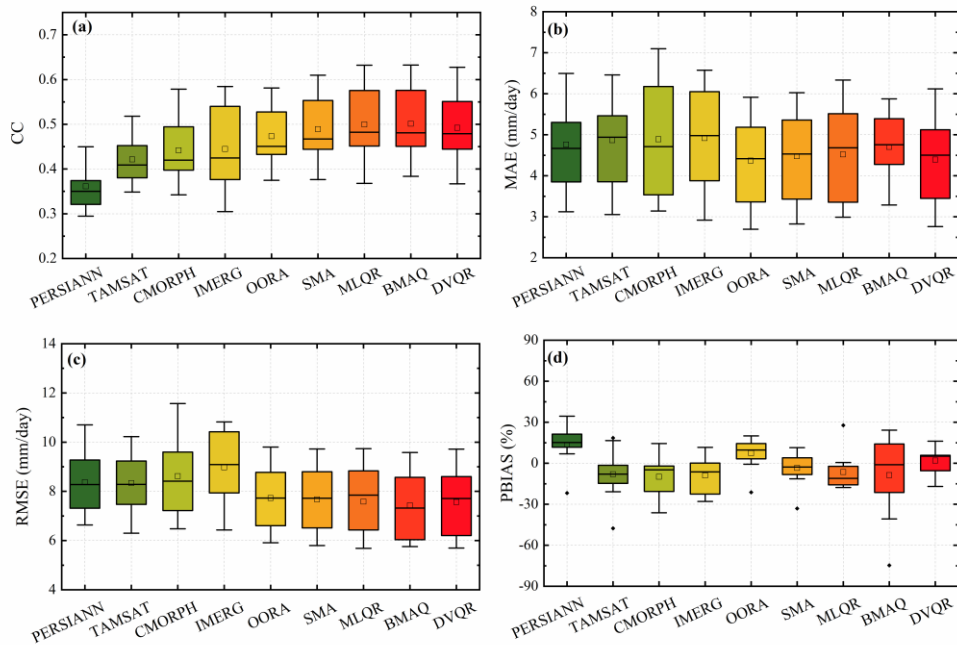 (a)
CC
0.7
0.6
0.5
0.4
0.3
0.2
PERSIANN TAMSAT CMORPH IMERG OORA SMA MLQR BMAQ DVQR
(b)
MAE (mm/day)
8
7
6
5
4
3
2
PERSIANN TAMSAT CMORPH IMERG OORA SMA MLQR BMAQ DVQR
(c)
RMSE (mm/day)
14
12
10
8
6
4
PERSIANN TAMSAT CMORPH IMERG OORA SMA MLQR BMAQ DVQR
(d)
PBIAS (%)
90
60
30
0
-30
-60
-90
PERSIANN TAMSAT CMORPH IMERG OORA SMA MLQR BMAQ DVQR